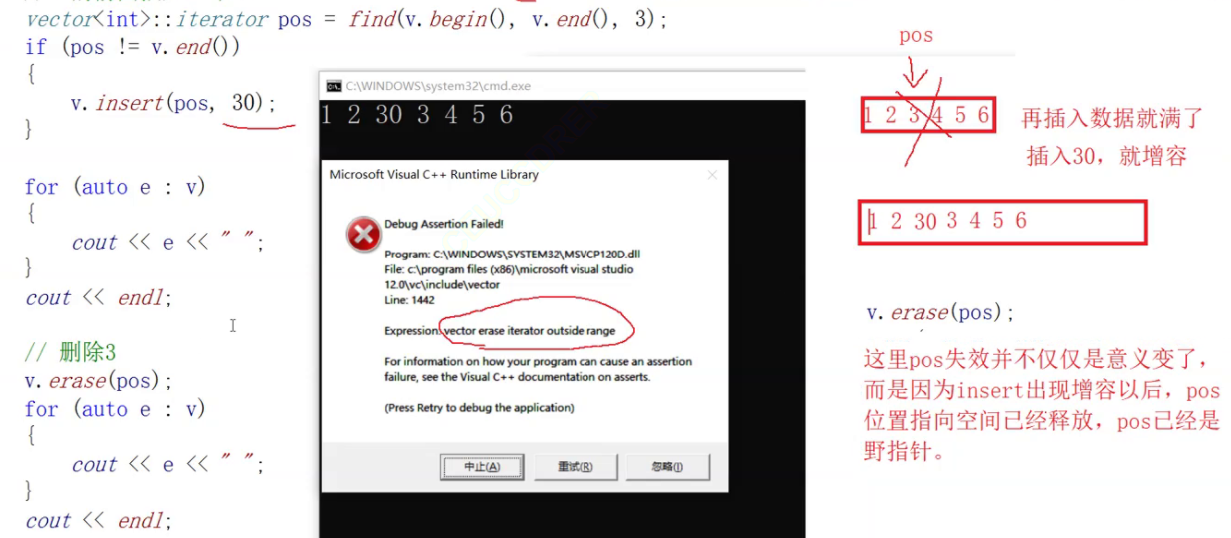 vector<int>::iterator pos = find(v.begin(), v.end(), 3);
if (pos != v.end())
{
v.insert(pos, 30);
}
for (auto e : v)
{
cout << e << " ";
}
cout << endl;
// 删除3
v.erase(pos);
for (auto e : v)
{
cout << e << " ";
}
cout << endl;
C:\WINDOWS\system32\cmd.exe
1 2 30 3 4 5 6
Microsoft Visual C++ Runtime Library
Debug Assertion Failed!
Program: C:\WINDOWS\SYSTEM32\MSVCP120D.dll
File: c:\program files (x86)\microsoft visual studio
12.0\vc\include\vector
Line: 1442
Expression: vector erase iterator outside range
For information on how your program can cause an assertion
failure, see the Visual C++ documentation on asserts.
(Press Retry to debug the application)
中止(A)
重试(R)
忽略(I)
pos
1 2 3 4 5 6
再插入数据就满了
插入30，就增容
1 2 30 3 4 5 6
v.erase(pos);
这里pos失效并不仅仅是意义变了，
而是因为insert出现增容以后，pos
位置指向空间已经释放，pos已经是
野指针。